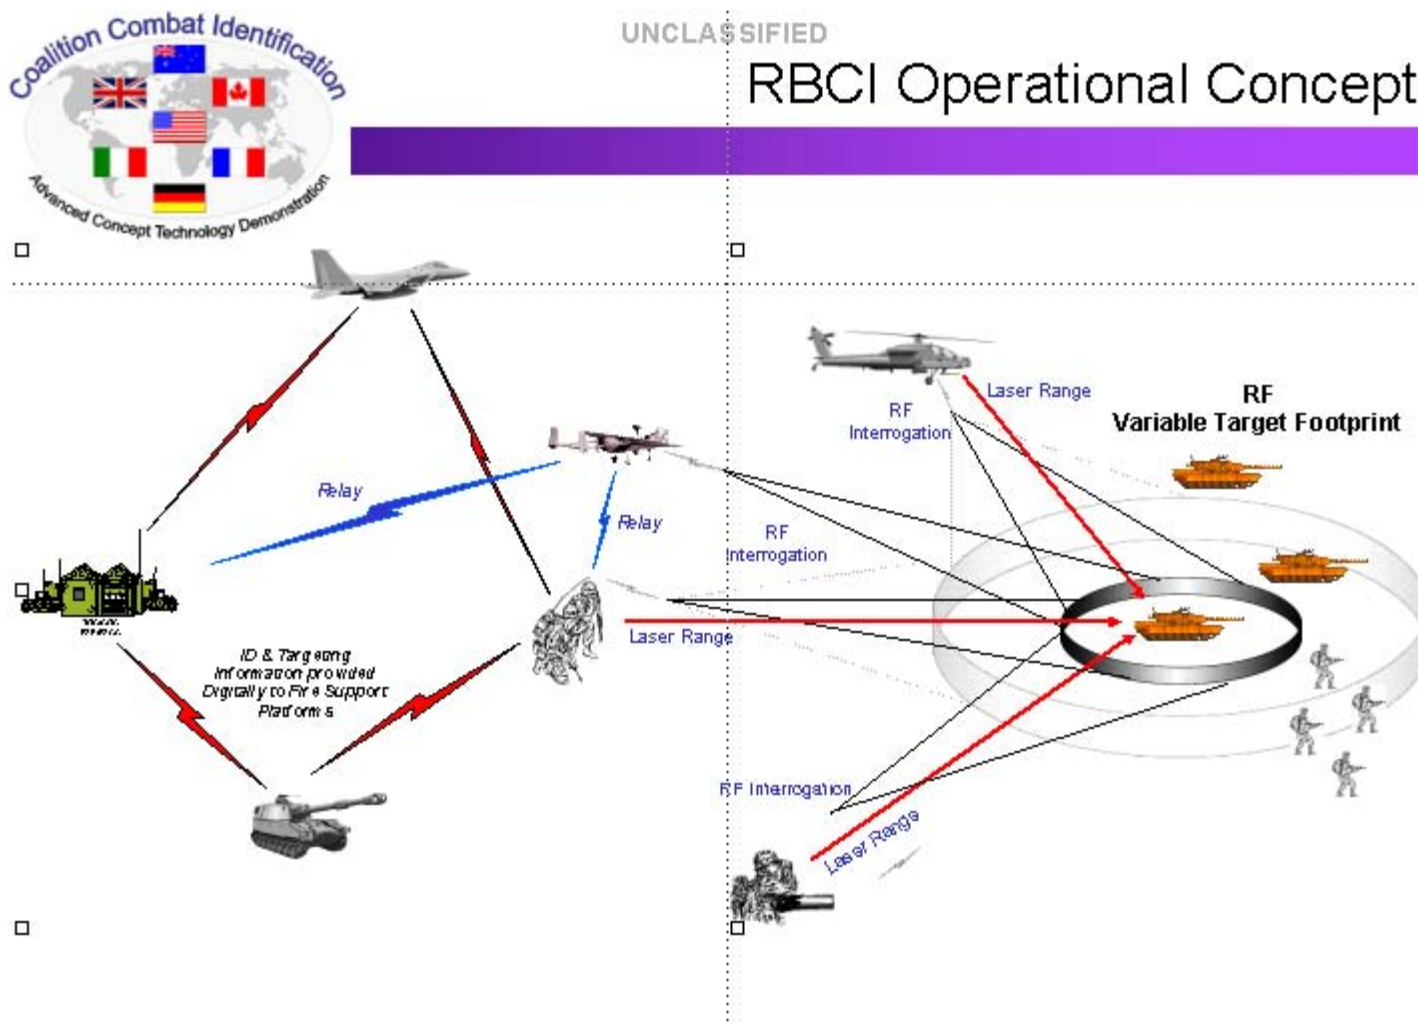 UNCLASSIFIED
Coalition Combat Identification
Advanced Concept Technology Demonstration
RBCI Operational Concept
Laser Range
RF
Interrogation
RF
Variable Target Footprint
Relay
Relay
RF
Interrogation
Laser Range
ID & Targeting
Information provided
Digitally to Fire Support
Platforms
RF Interrogation
Laser Range